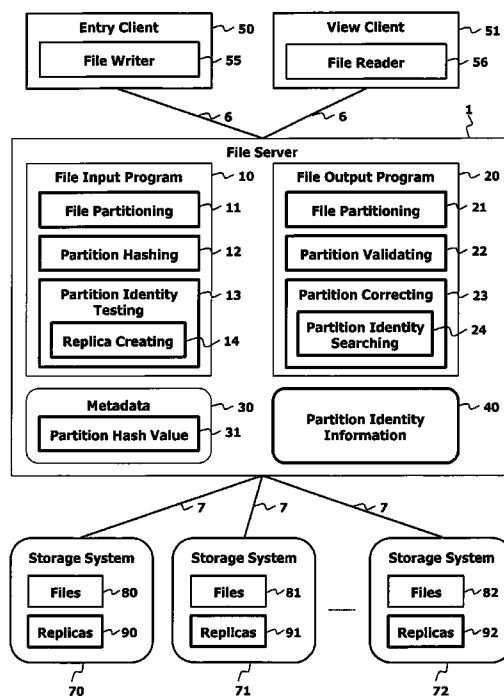 Entry Client
50
File Writer
55
View Client
51
File Reader
56
6
6
1
File Server
File Input Program
10
File Partitioning
11
Partition Hashing
12
Partition Identity
Testing
13
Replica Creating
14
File Output Program
20
File Partitioning
21
Partition Validating
22
Partition Correcting
23
Partition Identity
Searching
24
Metadata
30
Partition Hash Value
31
Partition Identity
Information
40
7
7
7
Storage System
Files
80
Replicas
90
70
Storage System
Files
81
Replicas
91
71
Storage System
Files
82
Replicas
92
72